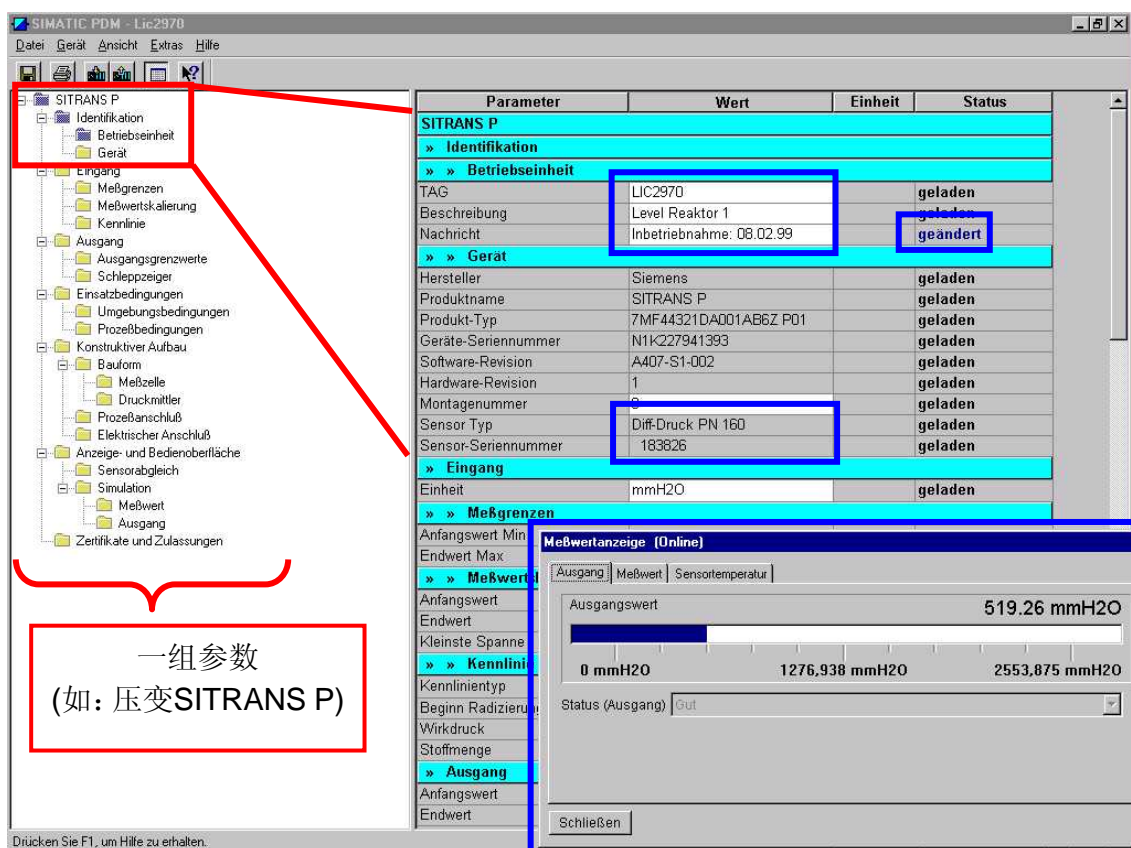 SIMATIC PDM - Lic2970
Datei Gerät Ansicht Extras Hilfe
SITRANS P
Identifikation
Betriebseinheit
Gerät
Eingang
Meßgrenzen
Meßwertskalierung
Kennlinie
Ausgang
Ausgangsgrenzwerte
Schleppzeiger
Einsatzbedingungen
Umgebungsbedingungen
Prozeßbedingungen
Konstruktiver Aufbau
Bauform
Meßzelle
Druckmittler
Prozeßanschluß
Elektrischer Anschluß
Anzeige- und Bedienoberfläche
Sensorabgleich
Simulation
Meßwert
Ausgang
Zertifikate und Zulassungen
一组参数
(如: 压变SITRANS P)
Parameter Wert Einheit Status
SITRANS P
» Identifikation
» » Betriebseinheit
TAG LIC2970 geladen
Beschreibung Level Reaktor 1 geladen
Nachricht Inbetriebnahme: 08.02.99 geändert
» » Gerät
Hersteller Siemens geladen
Produktname SITRANS P geladen
Produkt-Typ 7MF44321DA001AB6Z P01 geladen
Geräte-Seriennummer N1K227941393 geladen
Software-Revision A407-S1-002 geladen
Hardware-Revision 1 geladen
Montagenummer geladen
Sensor Typ Diff-Druck PN 160 geladen
Sensor-Seriennummer 183826 geladen
» Eingang
Einheit mmH2O geladen
» » Meßgrenzen
Anfangswert Min
Endwert Max
» »
Anfangswert
Endwert
Kleinste Spanne
» » Kennlinie
Kennlinientyp
Beginn
Wirkdruck
Stoffmenge
» Ausgang
Anfangswert
Endwert
Meßwertanzeige (Online)
Ausgang Meßwert Sensortemperatur
Ausgangswert 519.26 mmH2O
0 mmH2O 1276,938 mmH2O 2553,875 mmH2O
Status (Ausgang) Gut
Schließen
Drücken Sie F1, um Hilfe zu erhalten.